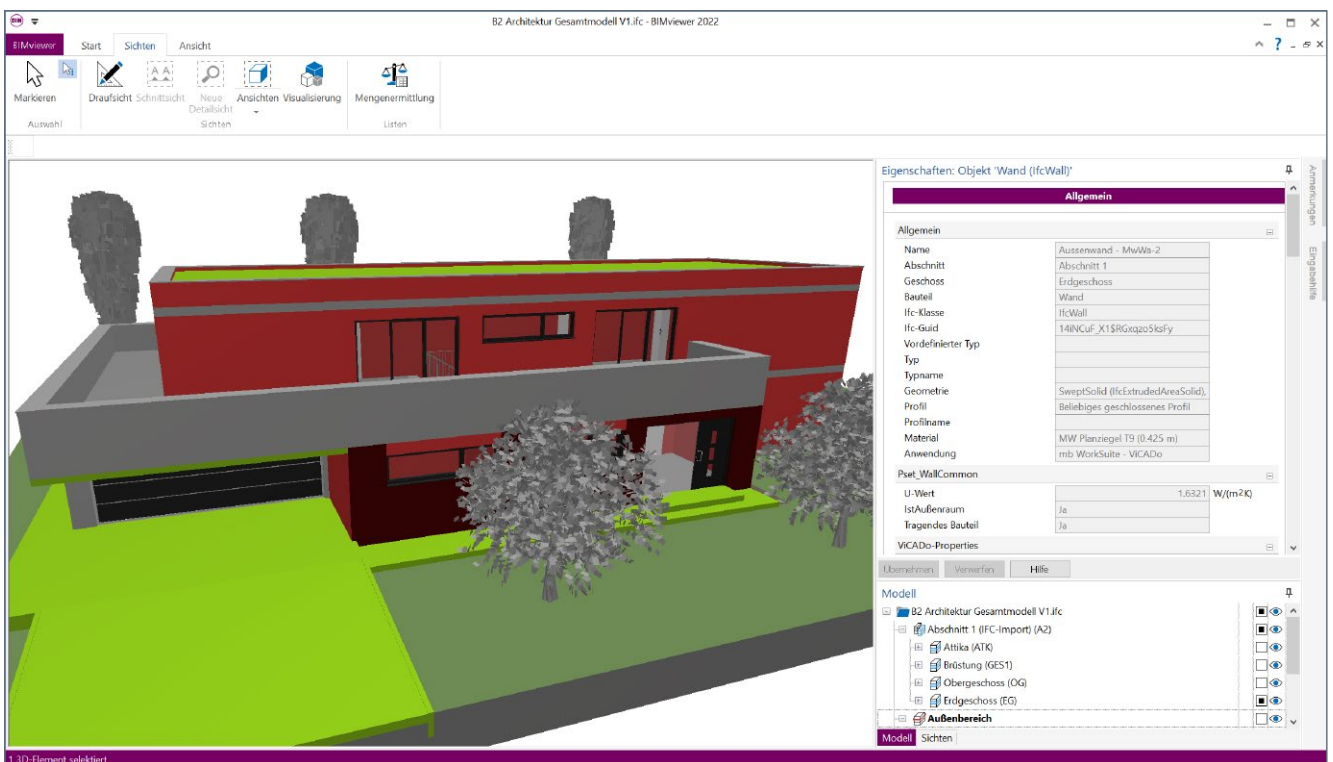 BIM
B2 Architektur Gesamtmodell V1.ifc - BIMviewer 2022
BIMviewer Start Sichten Ansicht
Markieren Draufsicht Schnittsicht Neue Detailsicht Ansichten Visualisierung Mengenermittlung
Auswahl Sichten Listen
Eigenschaften: Objekt 'Wand (IfcWall)'
Anmerkungen
Eingabehilfe
Allgemein
Allgemein
Name Aussenwand - MwWa-2
Abschnitt Abschnitt 1
Geschoss Erdgeschoss
Bauteil Wand
Ifc-Klasse IfcWall
Ifc-Guid 14iNCuF_X1$RGxqzo5ksFy
Vordefinierter Typ
Typ
Typname
Geometrie SweptSolid (IfcExtrudedAreaSolid),
Profil Beliebiges geschlossenes Profil
Profilname
Material MW Planziegel T9 (0.425 m)
Anwendung mb WorkSuite - ViCADo
Pset_WallCommon
U-Wert 1.6321 W/(m2K)
IstAußenraum Ja
Tragendes Bauteil Ja
ViCADo-Properties
Übernehmen Verwerfen Hilfe
Modell
B2 Architektur Gesamtmodell V1.ifc
Abschnitt 1 (IFC-Import) (A2)
Attika (ATK)
Brüstung (GES1)
Obergeschoss (OG)
Erdgeschoss (EG)
Außenbereich
Modell Sichten
1 3D-Element selektiert